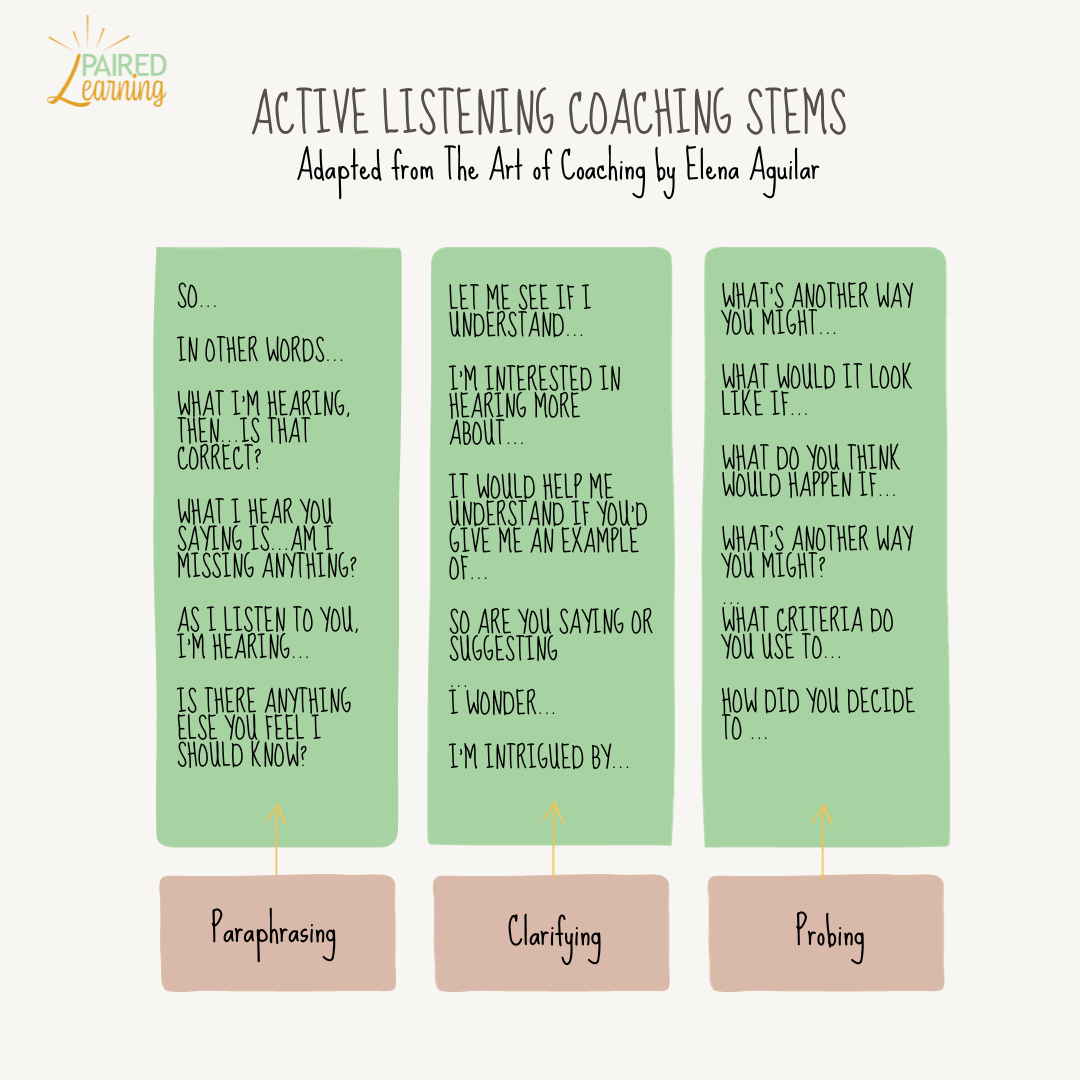 PAIRED
Learning
ACTIVE LISTENING COACHING STEMS
Adapted from The Art of Coaching by Elena Aguilar
SO...
IN OTHER WORDS...
WHAT I'M HEARING,
THEN...IS THAT
CORRECT?
WHAT I HEAR YOU
SAYING IS...AM I
MISSING ANYTHING?
AS I LISTEN TO YOU,
I'M HEARING...
IS THERE ANYTHING
ELSE YOU FEEL I
SHOULD KNOW?
Paraphrasing
LET ME SEE IF I
UNDERSTAND...
I'M INTERESTED IN
HEARING MORE
ABOUT...
IT WOULD HELP ME
UNDERSTAND IF YOU'D
GIVE ME AN EXAMPLE
OF...
SO ARE YOU SAYING OR
SUGGESTING
...
I WONDER...
I'M INTRIGUED BY...
Clarifying
WHAT'S ANOTHER WAY
YOU MIGHT...
WHAT WOULD IT LOOK
LIKE IF...
WHAT DO YOU THINK
WOULD HAPPEN IF...
WHAT'S ANOTHER WAY
YOU MIGHT?
...
WHAT CRITERIA DO
YOU USE TO...
HOW DID YOU DECIDE
TO ...
Probing